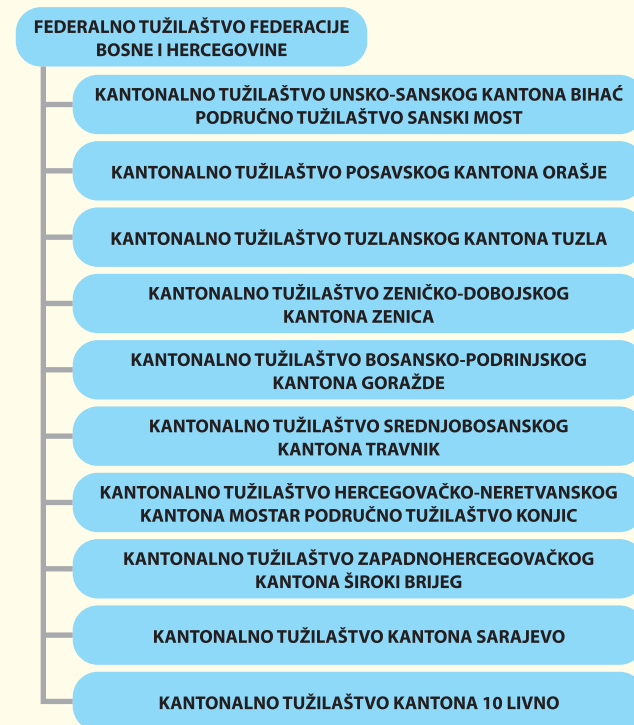 FEDERALNO TUŽILAŠTVO FEDERACIJE
BOSNE I HERCEGOVINE
KANTONALNO TUŽILAŠTVO UNSKO-SANSKOG KANTONA BIHAĆ
PODRUČNO TUŽILAŠTVO SANSKI MOST
KANTONALNO TUŽILAŠTVO POSAVSKOG KANTONA ORAŠJE
KANTONALNO TUŽILAŠTVO TUZLANSKOG KANTONA TUZLA
KANTONALNO TUŽILAŠTVO ZENIČKO-DOBOJSKOG
KANTONA ZENICA
KANTONALNO TUŽILAŠTVO BOSANSKO-PODRINJSKOG
KANTONA GORAŽDE
KANTONALNO TUŽILAŠTVO SREDNJOBOSANSKOG
KANTONA TRAVNIK
KANTONALNO TUŽILAŠTVO HERCEGOVAČKO-NERETVANSKOG
KANTONA MOSTAR PODRUČNO TUŽILAŠTVO KONJIC
KANTONALNO TUŽILAŠTVO ZAPADNOHERCEGOVAČKOG
KANTONA ŠIROKI BRIJEG
KANTONALNO TUŽILAŠTVO KANTONA SARAJEVO
KANTONALNO TUŽILAŠTVO KANTONA 10 LIVNO